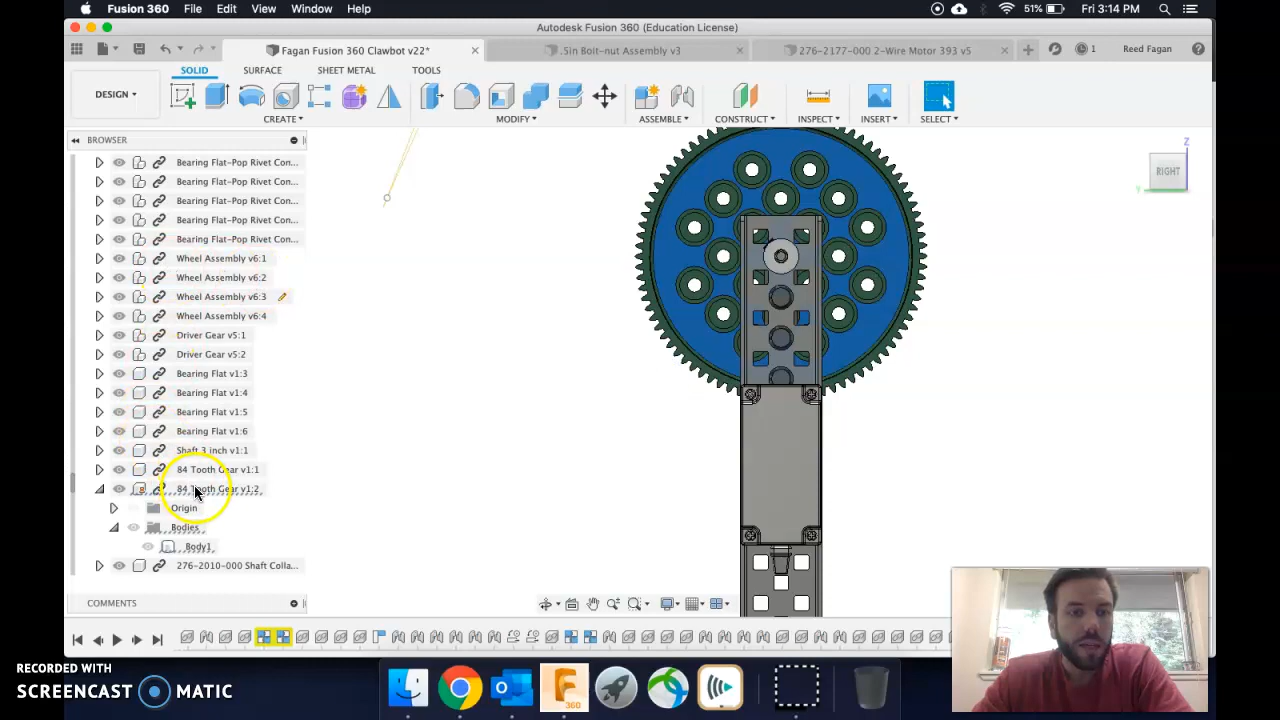 Fusion 360 File Edit View Window Help 51% Fri 3:14 PM
Autodesk Fusion 360 (Education License)
Fagan Fusion 360 Clawbot v22* .5in Bolt-nut Assembly v3 276-2177-000 2-Wire Motor 393 v5 1 Reed Fagan
SOLID SURFACE SHEET METAL TOOLS
DESIGN
CREATE MODIFY ASSEMBLE CONSTRUCT INSPECT INSERT SELECT
BROWSER
Z
RIGHT
Y
Bearing Flat-Pop Rivet Con...
Bearing Flat-Pop Rivet Con...
Bearing Flat-Pop Rivet Con...
Bearing Flat-Pop Rivet Con...
Bearing Flat-Pop Rivet Con...
Wheel Assembly v6:1
Wheel Assembly v6:2
Wheel Assembly v6:3
Wheel Assembly v6:4
Driver Gear v5:1
Driver Gear v5:2
Bearing Flat v1:3
Bearing Flat v1:4
Bearing Flat v1:5
Bearing Flat v1:6
Shaft 3 inch v1:1
84 Tooth Gear v1:1
84 Tooth Gear v1:2
Origin
Bodies
Body1
276-2010-000 Shaft Colla...
COMMENTS
F
360
RECORDED WITH
SCREENCAST MATIC